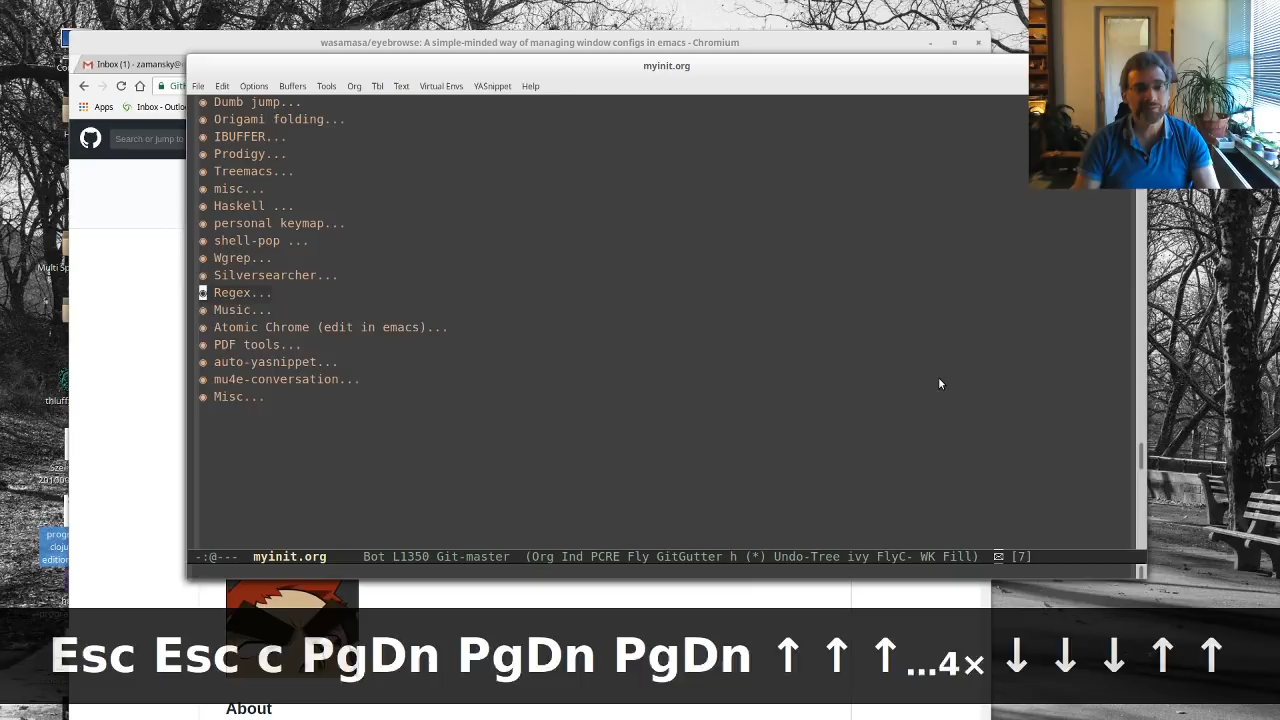 wasamasa/eyebrowse: A simple-minded way of managing window configs in emacs - Chromium
Inbox (1) - zamansky@
myinit.org
File Edit Options Buffers Tools Org Tbl Text Virtual Envs YASnippet Help
Apps Inbox - Outlo
Search or jump to
Dumb jump...
Origami folding...
IBUFFER...
Prodigy...
Treemacs...
misc...
Haskell ...
personal keymap...
shell-pop ...
Wgrep...
Silversearcher...
Regex...
Music...
Atomic Chrome (edit in emacs)...
PDF tools...
auto-yasnippet...
mu4e-conversation...
Misc...
-:@--- myinit.org Bot L1350 Git-master (Org Ind PCRE Fly GitGutter h (*) Undo-Tree ivy FlyC- WK Fill) [7]
Esc Esc c PgDn PgDn PgDn ↑ ↑ ↑...4× ↓ ↓ ↓ ↑ ↑
About